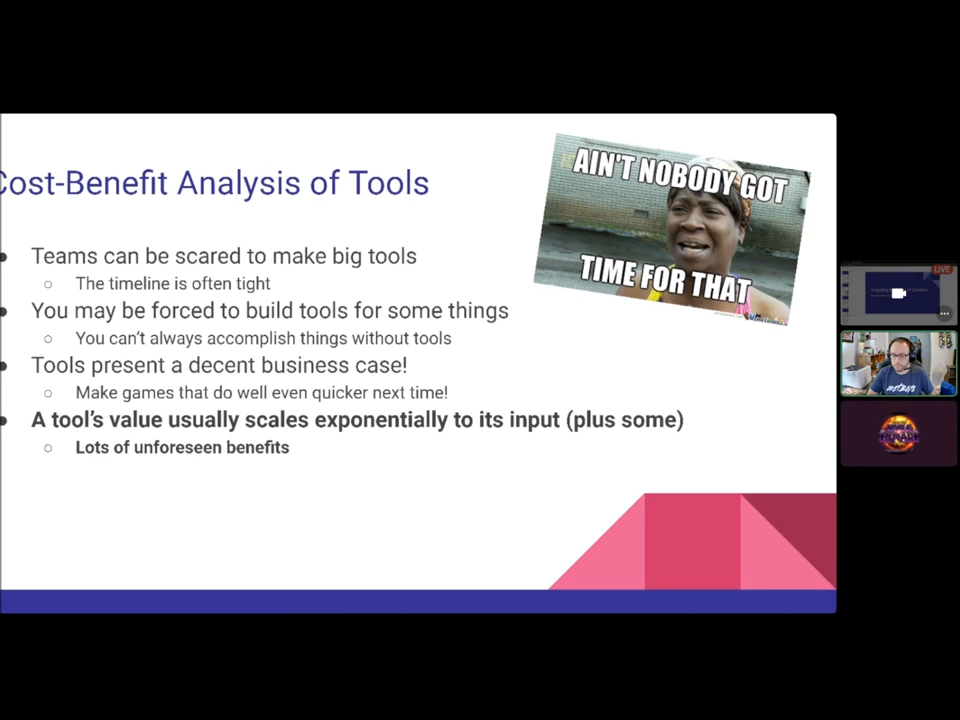 Cost-Benefit Analysis of Tools
AIN'T NOBODY GOT
TIME FOR THAT
● Teams can be scared to make big tools
○ The timeline is often tight
● You may be forced to build tools for some things
○ You can't always accomplish things without tools
● Tools present a decent business case!
○ Make games that do well even quicker next time!
● A tool's value usually scales exponentially to its input (plus some)
○ Lots of unforeseen benefits
LIVE